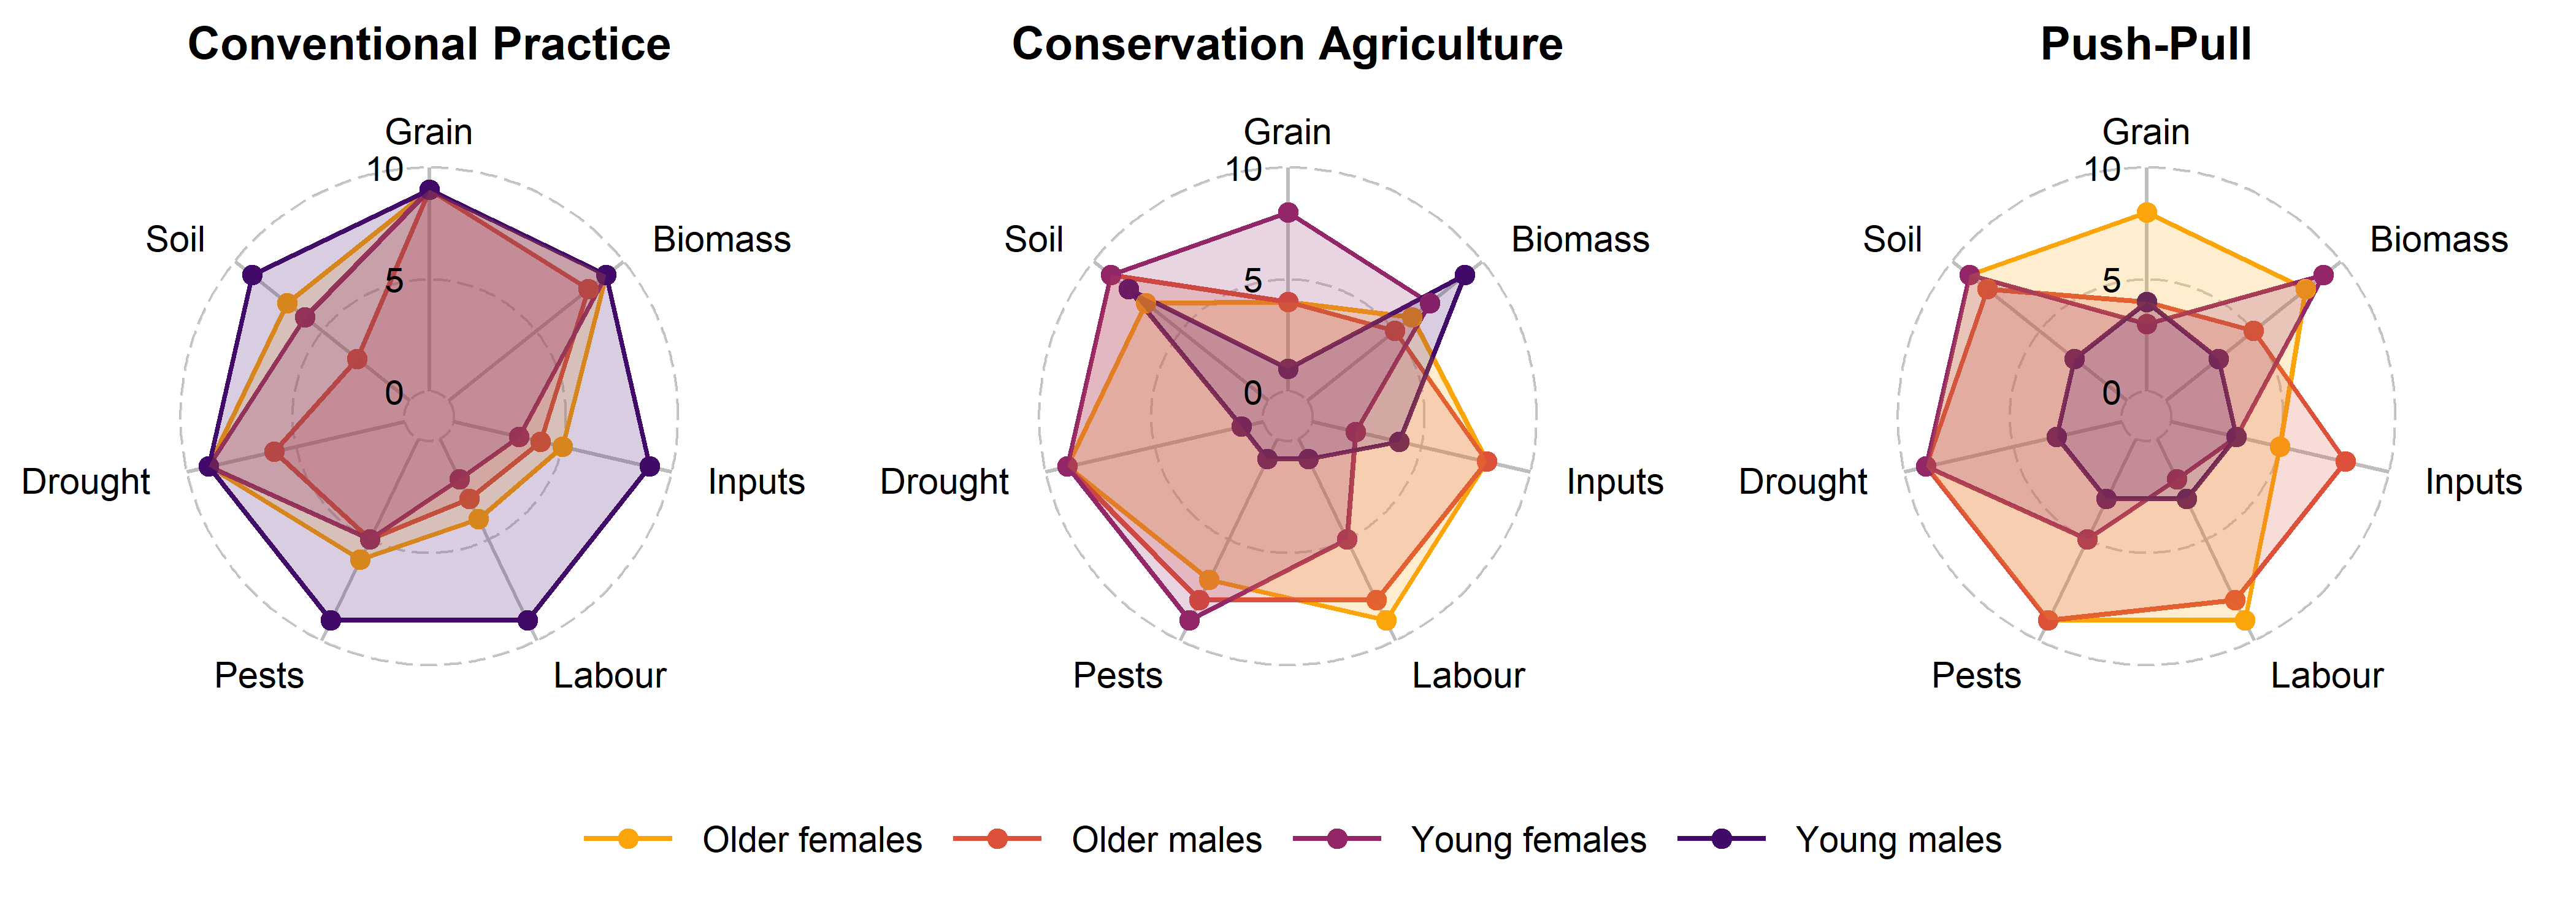 Conventional Practice
Grain
10
Soil
Biomass
5
0
Drought
Inputs
Pests
Labour
Conservation Agriculture
Grain
10
Soil
Biomass
5
0
Drought
Inputs
Pests
Labour
Push-Pull
Grain
10
Soil
Biomass
5
0
Drought
Inputs
Pests
Labour
Older females
Older males
Young females
Young males